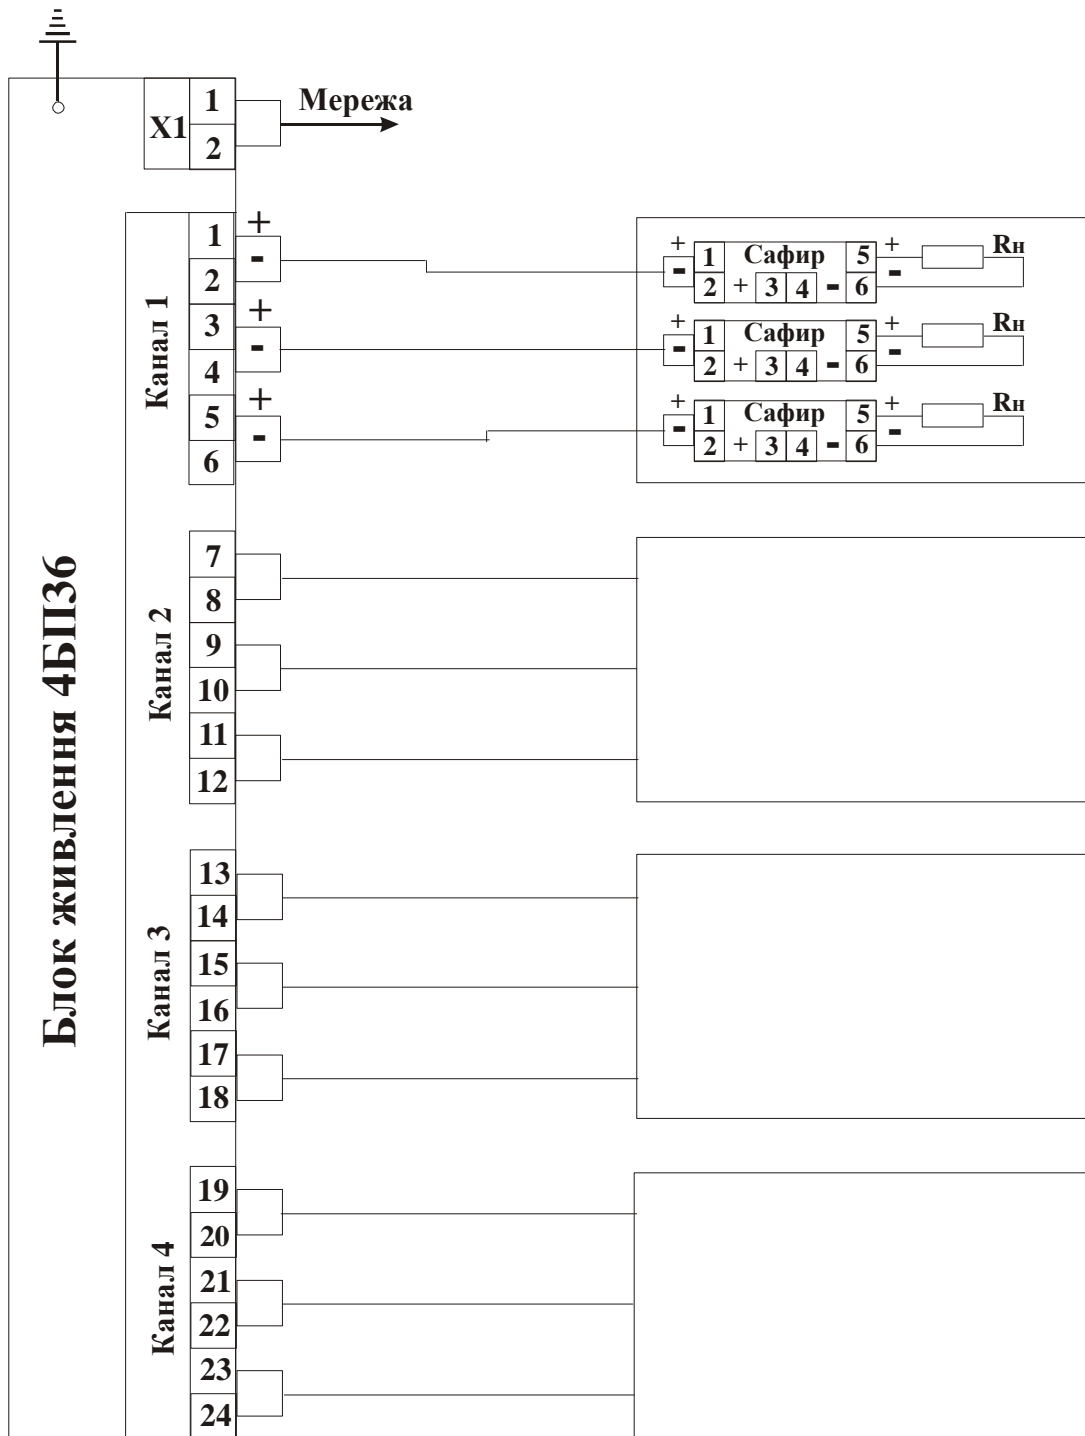 X1
1
2
Мережа
Блок живлення 4БП36
Канал 1
1
2
3
4
5
6
+
-
+
-
+
-
+ 1 Сафир 5 + Rн
- 2 + 3 4 - 6 -
+ 1 Сафир 5 + Rн
- 2 + 3 4 - 6 -
+ 1 Сафир 5 + Rн
- 2 + 3 4 - 6 -
Канал 2
7
8
9
10
11
12
Канал 3
13
14
15
16
17
18
Канал 4
19
20
21
22
23
24